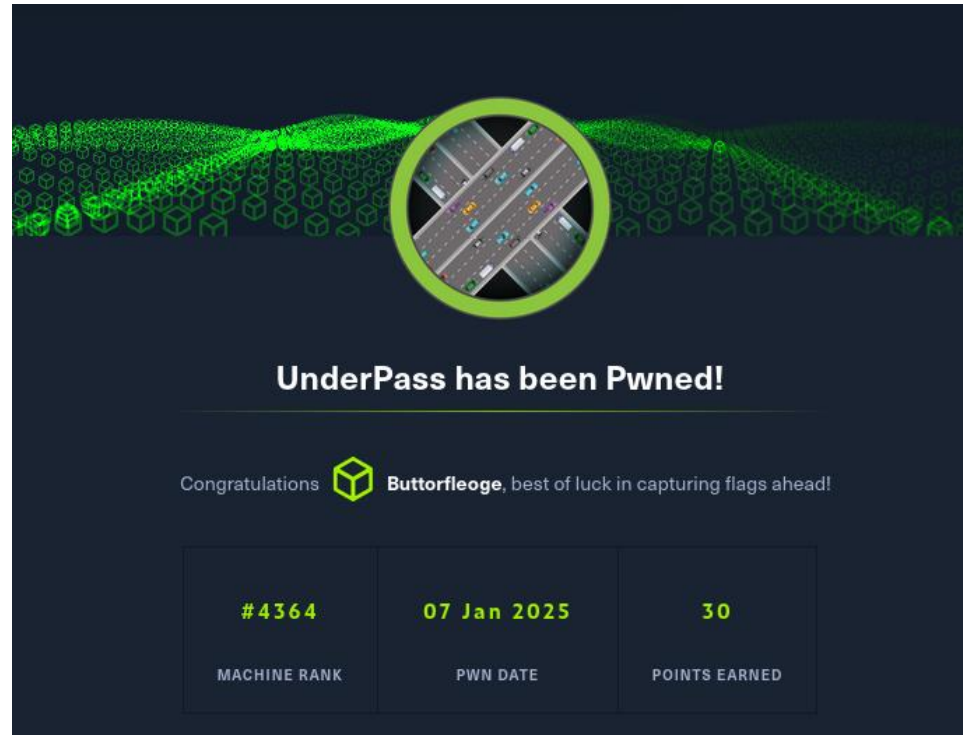 UnderPass has been Pwned!
Congratulations Buttorfleoge, best of luck in capturing flags ahead!
#4364 07 Jan 2025 30
MACHINE RANK PWN DATE POINTS EARNED